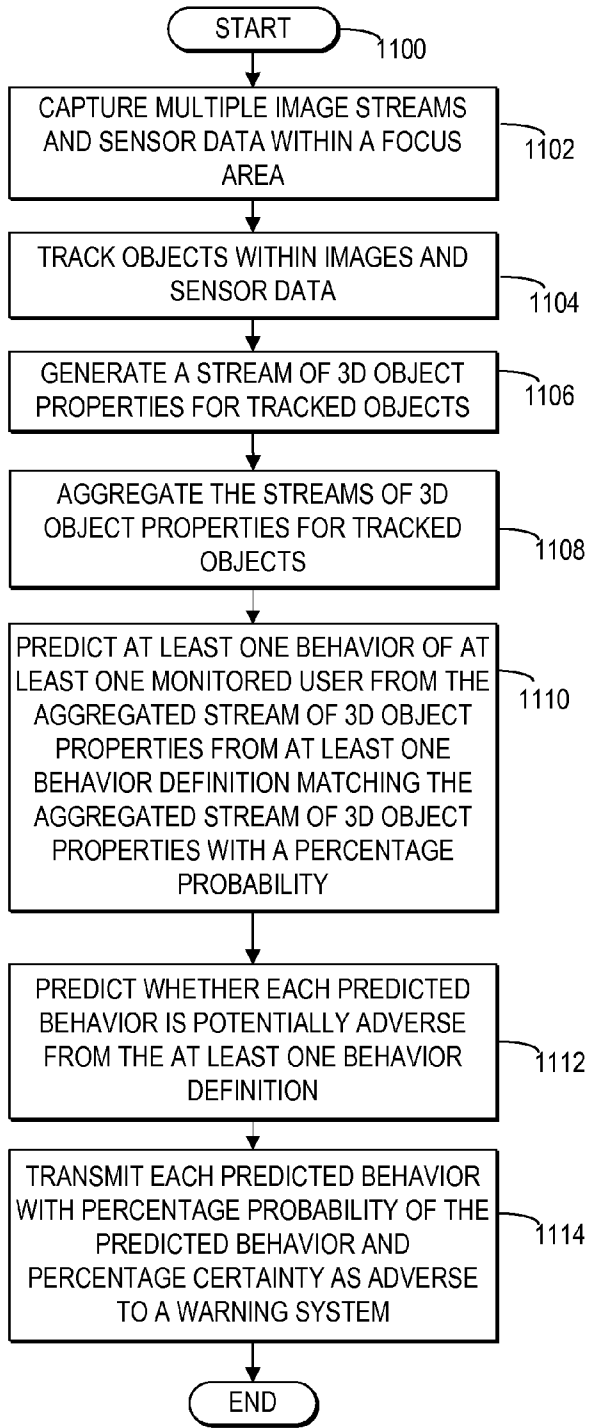 START
1100
CAPTURE MULTIPLE IMAGE STREAMS
AND SENSOR DATA WITHIN A FOCUS
AREA
1102
TRACK OBJECTS WITHIN IMAGES AND
SENSOR DATA
1104
GENERATE A STREAM OF 3D OBJECT
PROPERTIES FOR TRACKED OBJECTS
1106
AGGREGATE THE STREAMS OF 3D
OBJECT PROPERTIES FOR TRACKED
OBJECTS
1108
PREDICT AT LEAST ONE BEHAVIOR OF AT
LEAST ONE MONITORED USER FROM THE
AGGREGATED STREAM OF 3D OBJECT
PROPERTIES FROM AT LEAST ONE
BEHAVIOR DEFINITION MATCHING THE
AGGREGATED STREAM OF 3D OBJECT
PROPERTIES WITH A PERCENTAGE
PROBABILITY
1110
PREDICT WHETHER EACH PREDICTED
BEHAVIOR IS POTENTIALLY ADVERSE
FROM THE AT LEAST ONE BEHAVIOR
DEFINITION
1112
TRANSMIT EACH PREDICTED BEHAVIOR
WITH PERCENTAGE PROBABILITY OF THE
PREDICTED BEHAVIOR AND
PERCENTAGE CERTAINTY AS ADVERSE
TO A WARNING SYSTEM
1114
END